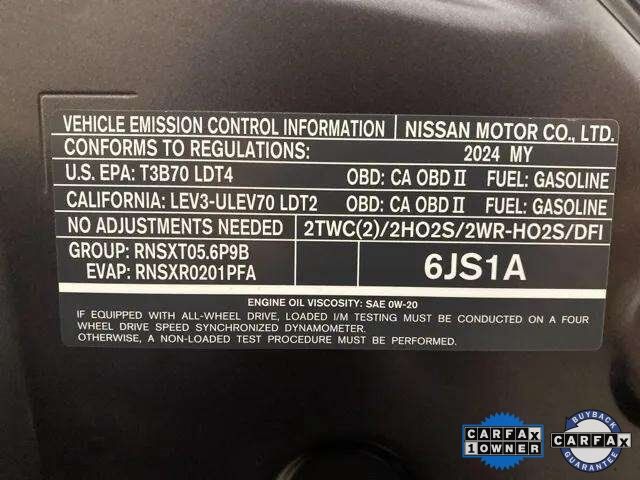 VEHICLE EMISSION CONTROL INFORMATION NISSAN MOTOR CO., LTD.
CONFORMS TO REGULATIONS: 2024 MY
U.S. EPA: T3B70 LDT4 OBD: CA OBD II FUEL: GASOLINE
CALIFORNIA: LEV3-ULEV70 LDT2 OBD: CA OBD II FUEL: GASOLINE
NO ADJUSTMENTS NEEDED 2TWC(2)/2HO2S/2WR-HO2S/DFI
GROUP: RNSXT05.6P9B
EVAP: RNSXR0201PFA
6JS1A
ENGINE OIL VISCOSITY: SAE 0W-20
IF EQUIPPED WITH ALL-WHEEL DRIVE, LOADED I/M TESTING MUST BE CONDUCTED ON A FOUR
WHEEL DRIVE SPEED SYNCHRONIZED DYNAMOMETER.
OTHERWISE, A NON-LOADED TEST PROCEDURE MUST BE PERFORMED.
CARFAX
1 OWNER
BUYBACK
CARFAX
GUARANTEE